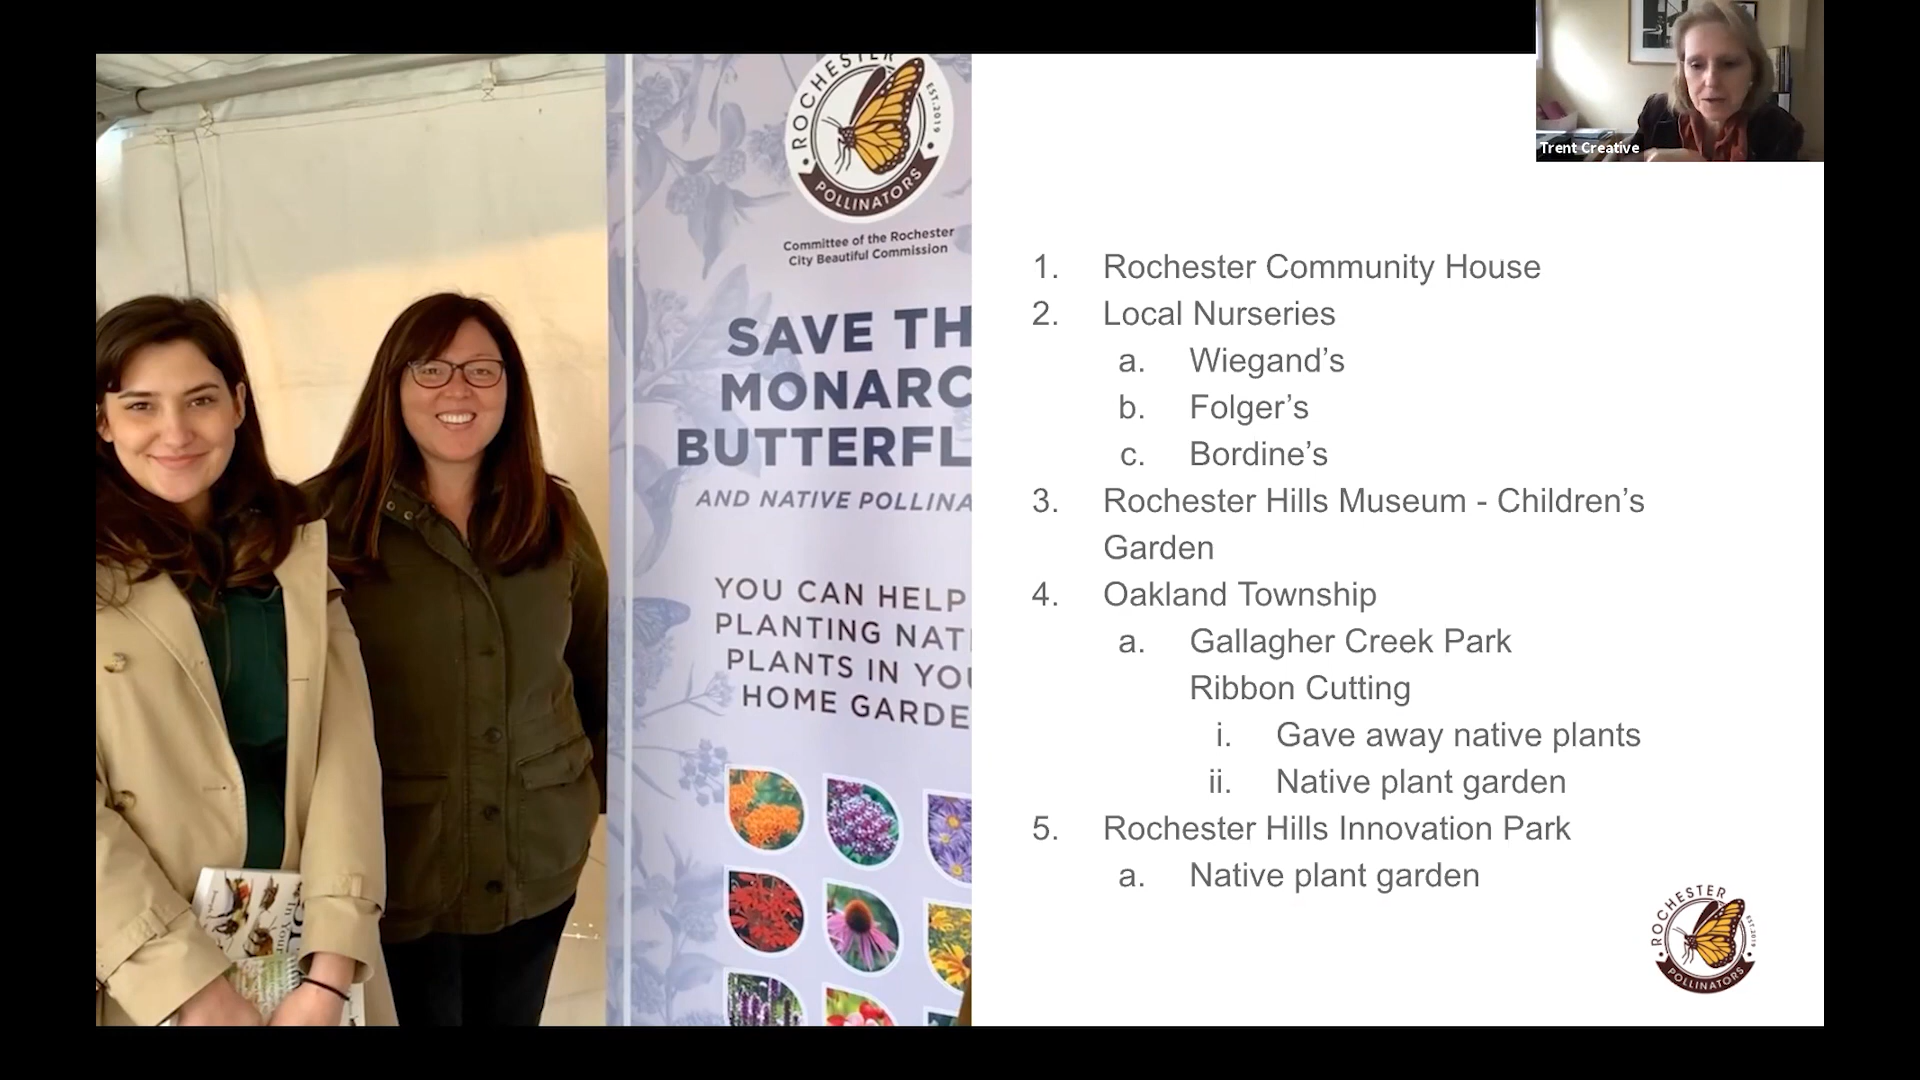 ROCHESTER
EST. 2019
POLLINATORS
Committee of the Rochester
City Beautiful Commission
SAVE TH
MONARC
BUTTERFL
AND NATIVE POLLINA
YOU CAN HELP
PLANTING NAT
PLANTS IN YOU
HOME GARDE
Trent Creative
1. Rochester Community House
2. Local Nurseries
a. Wiegand’s
b. Folger’s
c. Bordine’s
3. Rochester Hills Museum - Children’s
Garden
4. Oakland Township
a. Gallagher Creek Park
Ribbon Cutting
i. Gave away native plants
ii. Native plant garden
5. Rochester Hills Innovation Park
a. Native plant garden
ROCHESTER
EST. 2019
POLLINATORS